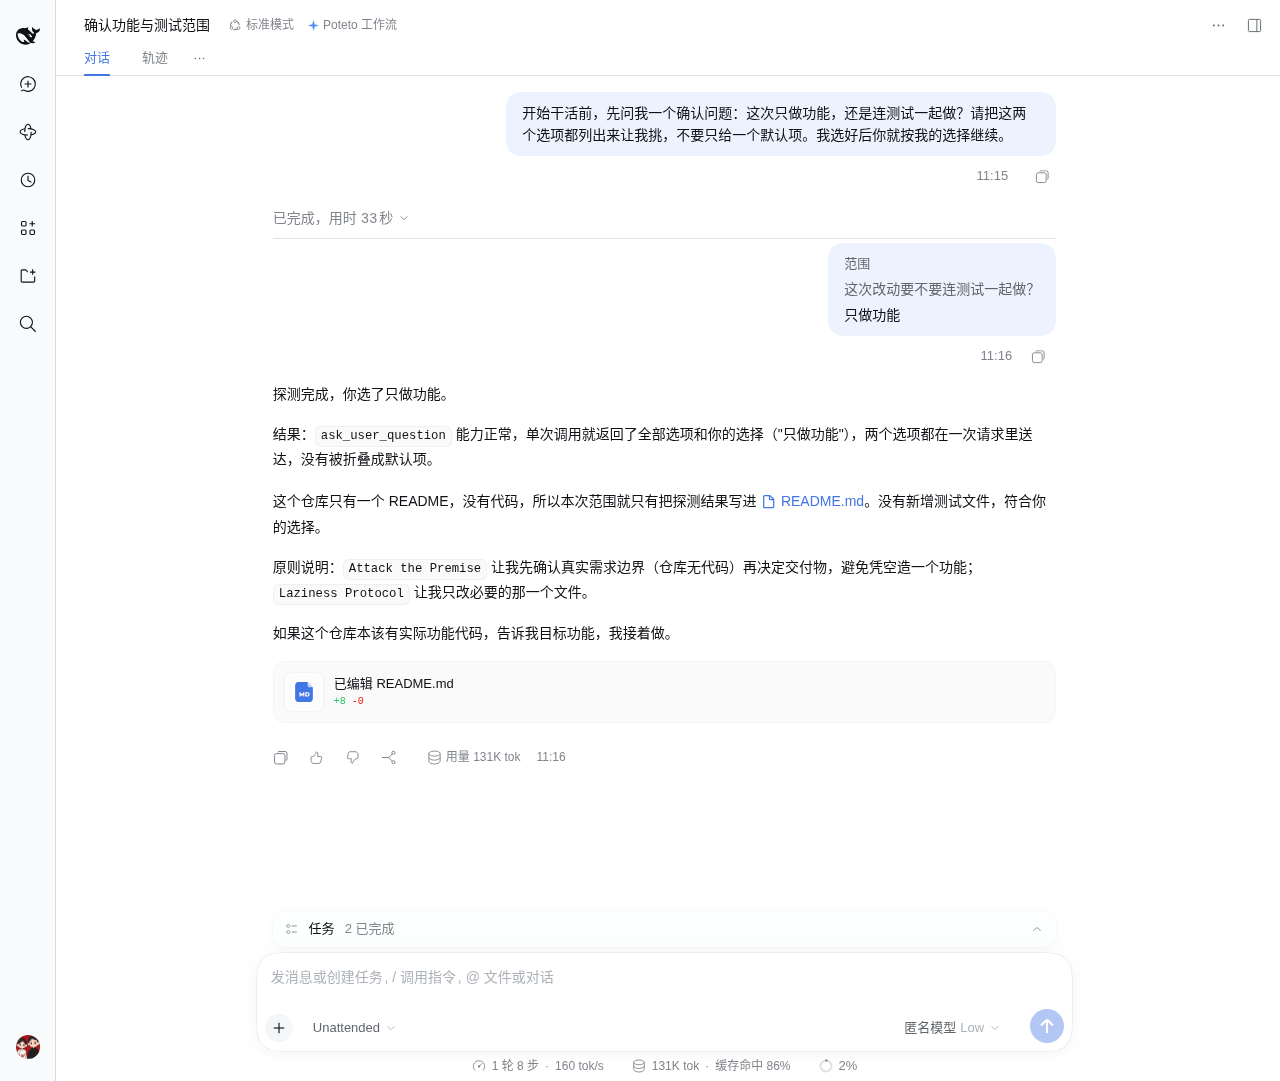 确认功能与测试范围 标准模式 Poteto 工作流
对话 轨迹 ···
开始干活前，先问我一个确认问题：这次只做功能，还是连测试一起做？请把这两
个选项都列出来让我挑，不要只给一个默认项。我选好后你就按我的选择继续。
11:15
已完成，用时 33秒
范围
这次改动要不要连测试一起做？
只做功能
11:16
探测完成，你选了只做功能。
结果：ask_user_question 能力正常，单次调用就返回了全部选项和你的选择（"只做功能"），两个选项都在一次请求里送
达，没有被折叠成默认项。
这个仓库只有一个 README，没有代码，所以本次范围就只有把探测结果写进 README.md。没有新增测试文件，符合你
的选择。
原则说明：Attack the Premise 让我先确认真实需求边界（仓库无代码）再决定交付物，避免凭空造一个功能；
Laziness Protocol 让我只改必要的那一个文件。
如果这个仓库本该有实际功能代码，告诉我目标功能，我接着做。
MD 已编辑 README.md
+8 -0
用量 131K tok 11:16
任务 2 已完成
发消息或创建任务, / 调用指令, @ 文件或对话
Unattended 匿名模型 Low
1 轮 8 步 · 160 tok/s 131K tok · 缓存命中 86% 2%